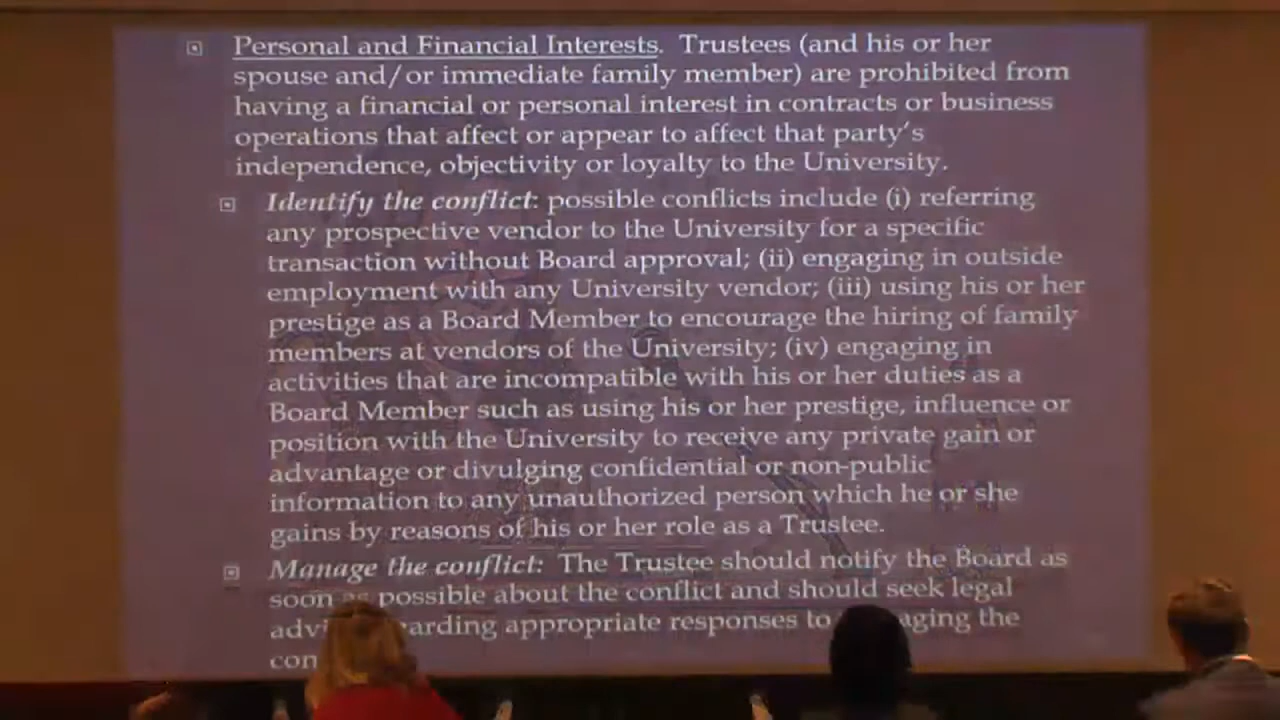 Personal and Financial Interests. Trustees (and his or her
spouse and/or immediate family member) are prohibited from
having a financial or personal interest in contracts or business
operations that affect or appear to affect that party's
independence, objectivity or loyalty to the University.
Identify the conflict: possible conflicts include (i) referring
any prospective vendor to the University for a specific
transaction without Board approval; (ii) engaging in outside
employment with any University vendor; (iii) using his or her
prestige as a Board Member to encourage the hiring of family
members at vendors of the University; (iv) engaging in
activities that are incompatible with his or her duties as a
Board Member such as using his or her prestige, influence or
position with the University to receive any private gain or
advantage or divulging confidential or non-public
information to any unauthorized person which he or she
gains by reasons of his or her role as a Trustee.
Manage the conflict: The Trustee should notify the Board as
soon as possible about the conflict and should seek legal
appropriate responses to the